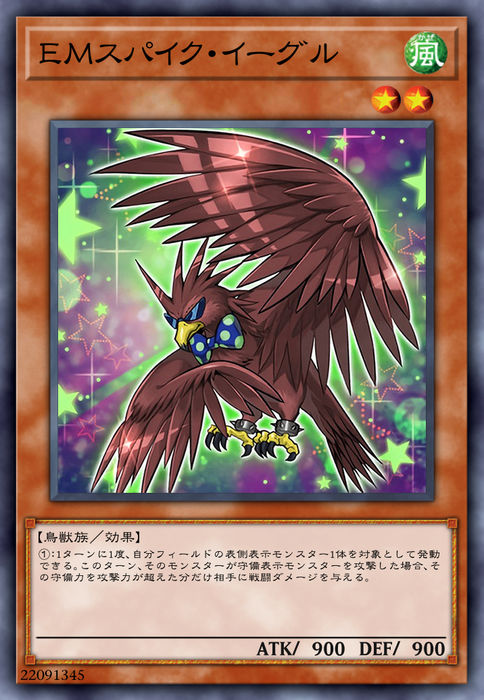 EMスパイク・イーグル
かぜ
風
【鳥獣族／効果】
①:1ターンに1度、自分フィールドの表側表示モンスター1体を対象として発動
できる。このターン、そのモンスターが守備表示モンスターを攻撃した場合、そ
の守備力を攻撃力が超えた分だけ相手に戦闘ダメージを与える。
ATK/ 900 DEF/ 900
22091345